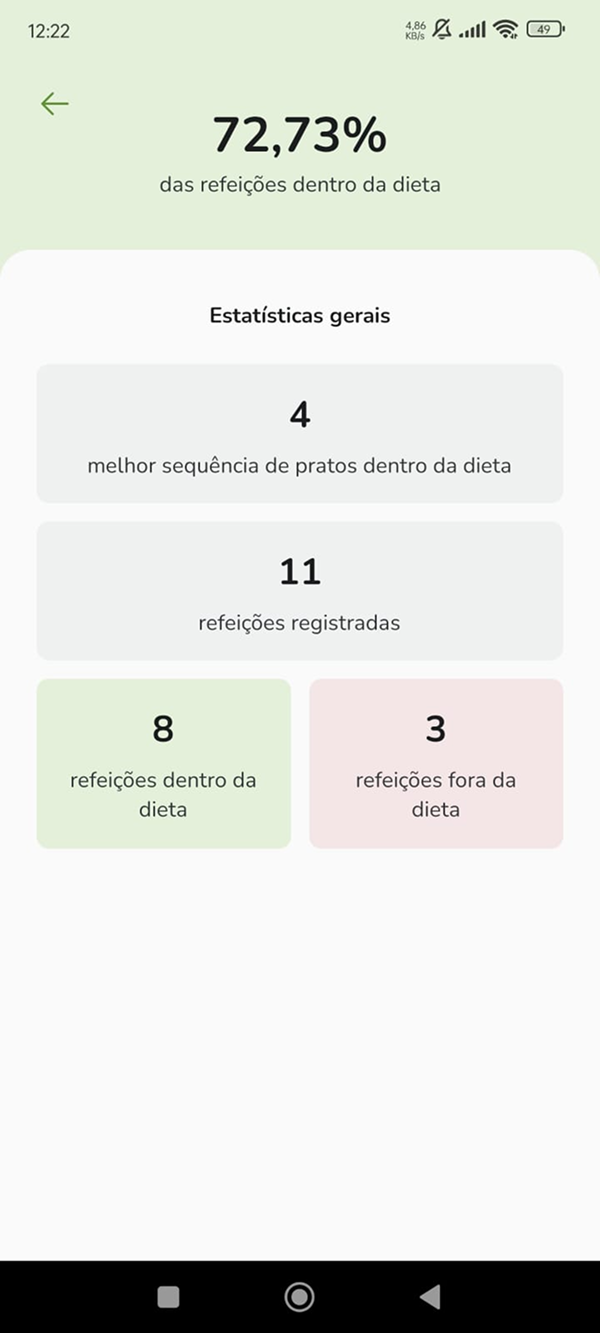 12:22
4,86
KB/s
49
72,73%
das refeições dentro da dieta
Estatísticas gerais
4
melhor sequência de pratos dentro da dieta
11
refeições registradas
8
refeições dentro da
dieta
3
refeições fora da
dieta